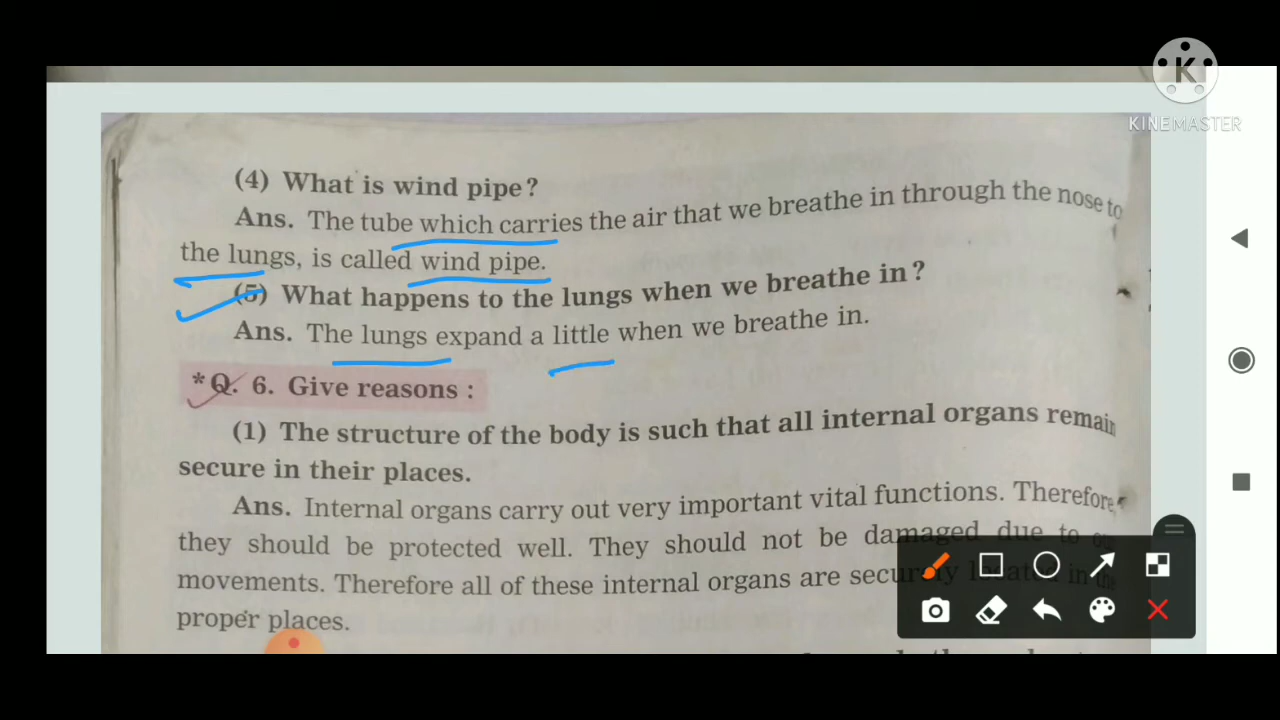 KINEMASTER
(4) What is wind pipe?
Ans. The tube which carries the air that we breathe in through the nose to
the lungs, is called wind pipe.
(5) What happens to the lungs when we breathe in?
Ans. The lungs expand a little when we breathe in.
*Q. 6. Give reasons :
(1) The structure of the body is such that all internal organs remain
secure in their places.
Ans. Internal organs carry out very important vital functions. Therefore,
they should be protected well. They should not be damaged due to
movements. Therefore all of these internal organs are securely located in
proper places.